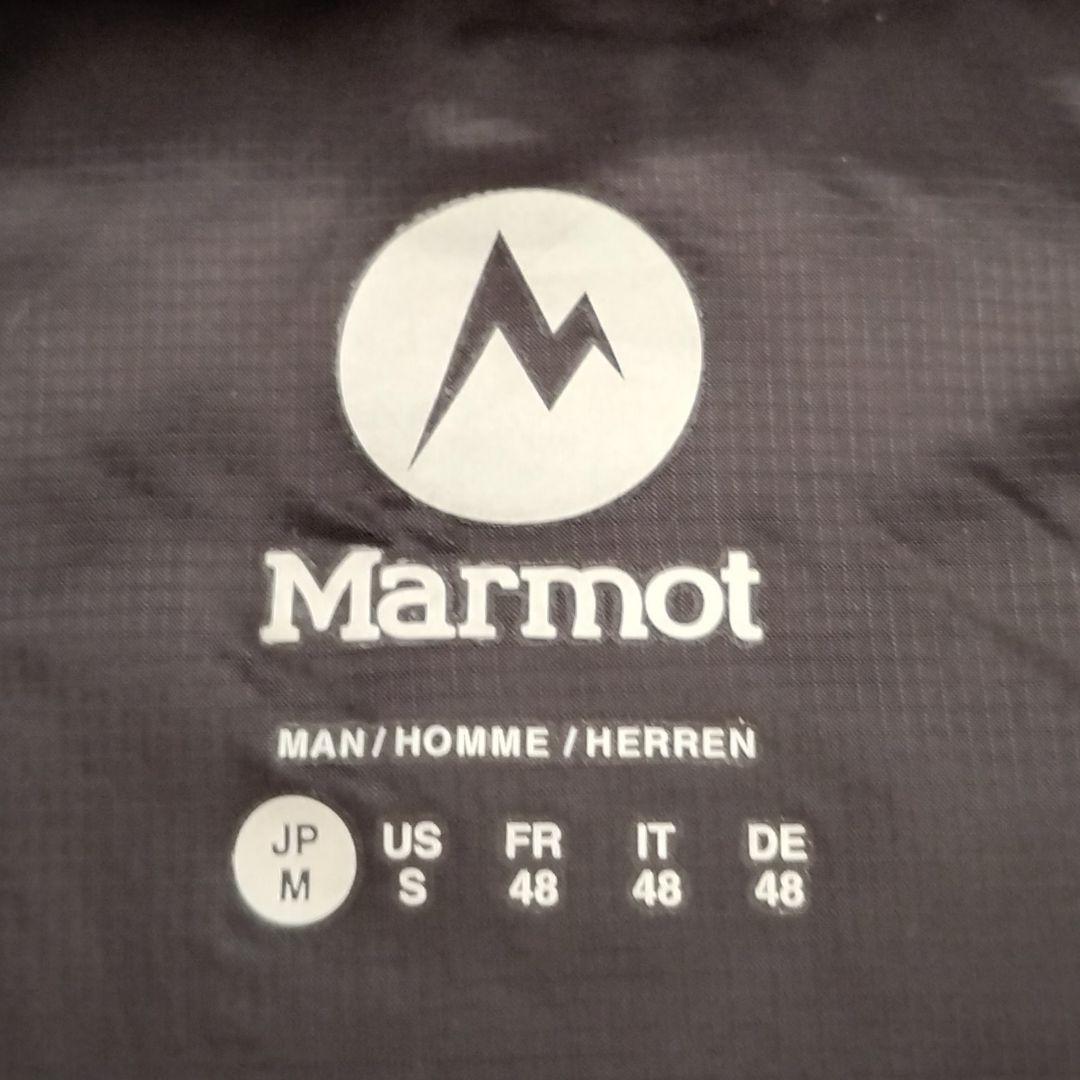 Marmot
MAN/HOMME/HERREN
JP US FR IT DE
M S 48 48 48